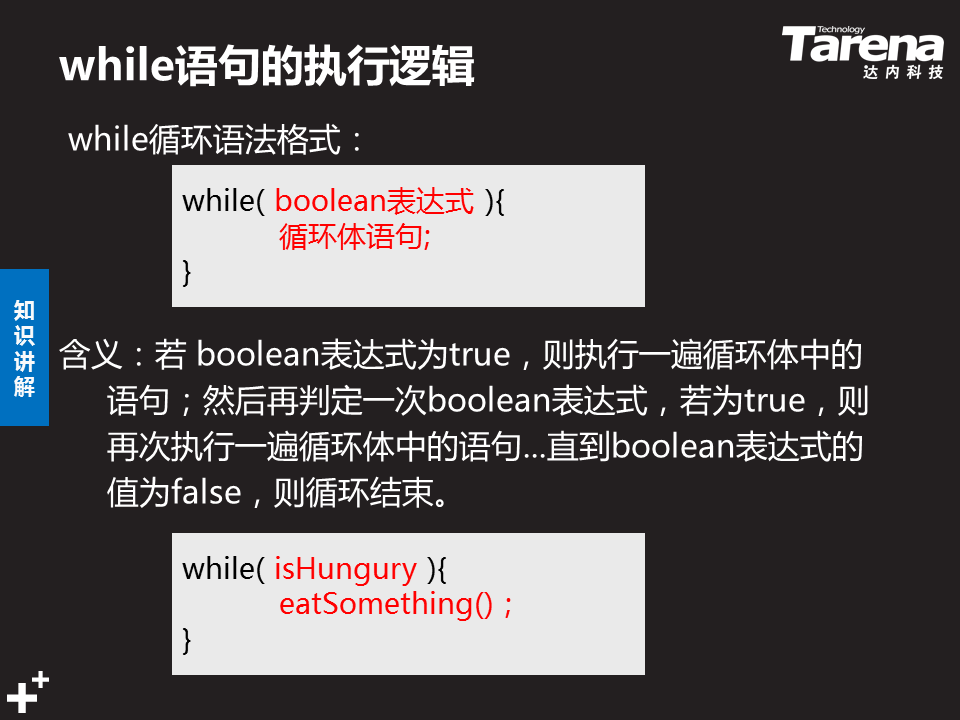 while语句的执行逻辑
Technology
Tarena
达内科技
while循环语法格式：
while( boolean表达式 ){
循环体语句;
}
知识讲解
含义：若 boolean表达式为true，则执行一遍循环体中的
语句；然后再判定一次boolean表达式，若为true，则
再次执行一遍循环体中的语句...直到boolean表达式的
值为false，则循环结束。
while( isHungury ){
eatSomething()；
}